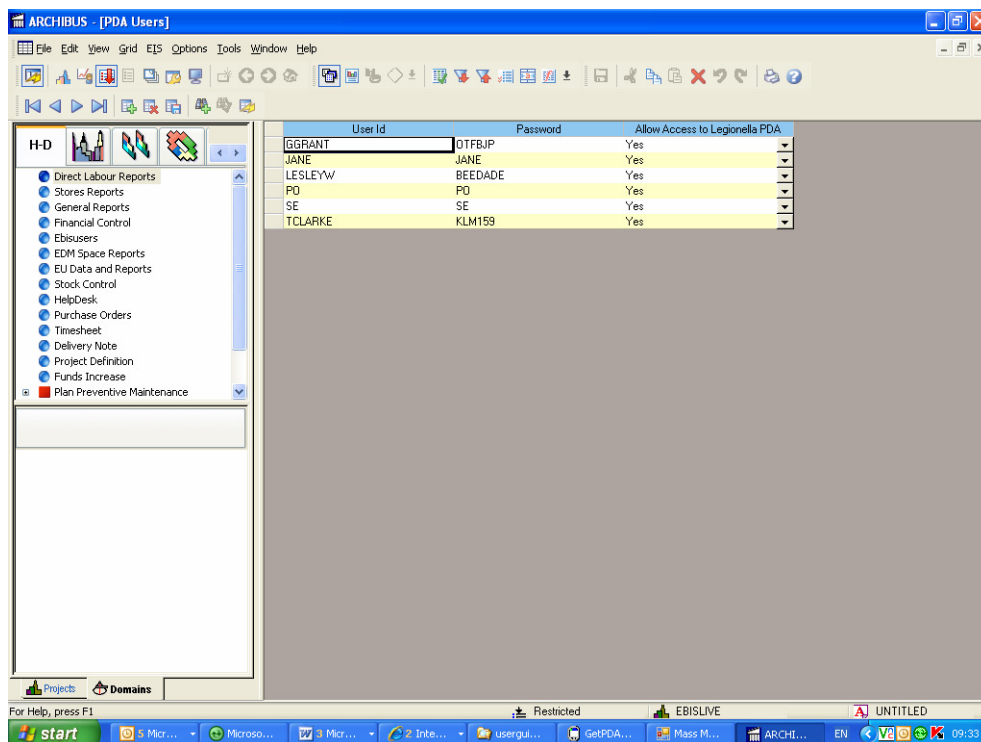 ARCHIBUS - [PDA Users]
File Edit View Grid EIS Options Tools Window Help
H-D
Direct Labour Reports
Stores Reports
General Reports
Financial Control
Ebisusers
EDM Space Reports
EU Data and Reports
Stock Control
HelpDesk
Purchase Orders
Timesheet
Delivery Note
Project Definition
Funds Increase
Plan Preventive Maintenance
User Id Password Allow Access to Legionella PDA
GGRANT OTFBJP Yes
JANE JANE Yes
LESLEYW BEEDADE Yes
PO PO Yes
SE SE Yes
TCLARKE KLM159 Yes
Projects Domains
For Help, press F1 Restricted EBISLIVE UNTITLED
start 5 Micr... Microso... 3 Micr... 2 Inte... usergui... GetPDA... Mass M... ARCHI... EN 09:33